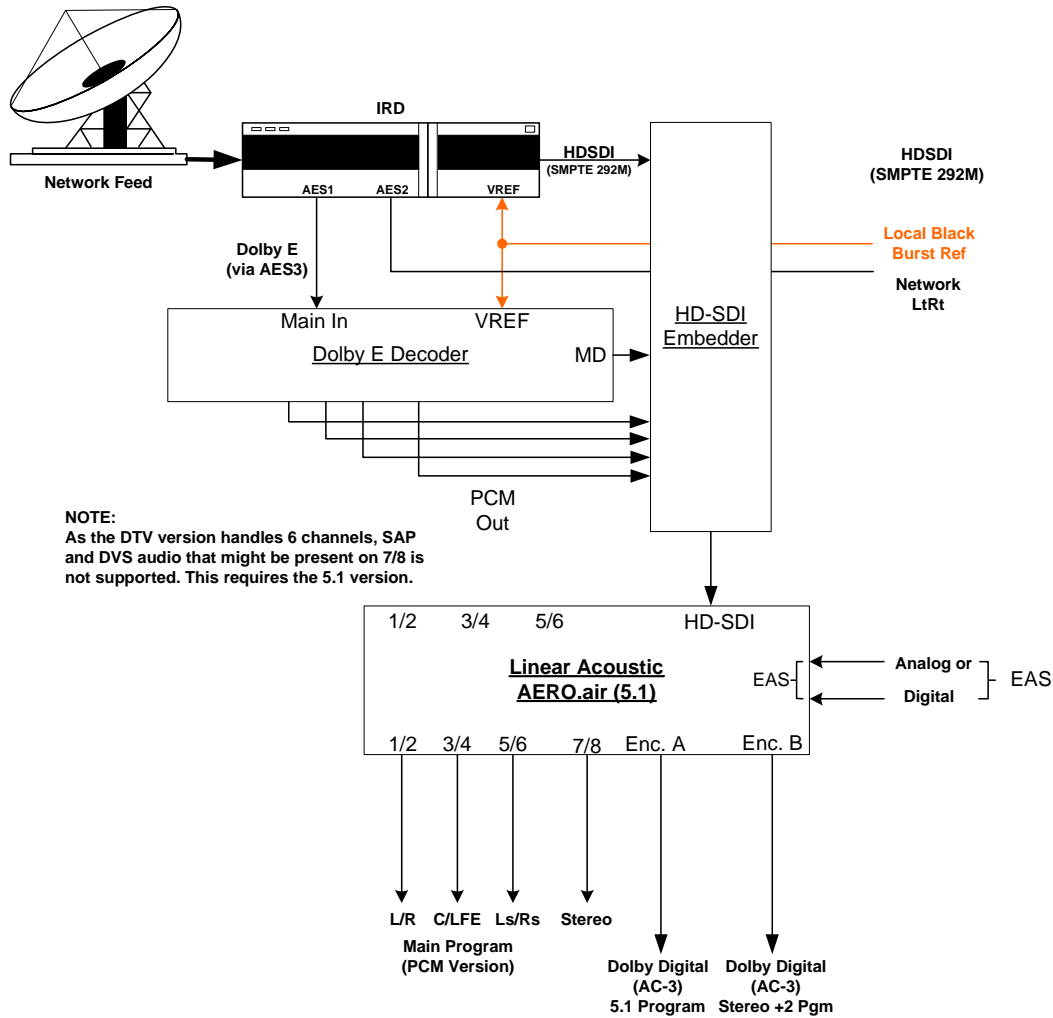 IRD
Network Feed
AES1
AES2
VREF
HDSDI
(SMPTE 292M)
HDSDI
(SMPTE 292M)
Dolby E
(via AES3)
Local Black
Burst Ref
Network
LtRt
Main In
VREF
Dolby E Decoder
MD
HD-SDI
Embedder
PCM
Out
NOTE:
As the DTV version handles 6 channels, SAP
and DVS audio that might be present on 7/8 is
not supported. This requires the 5.1 version.
1/2
3/4
5/6
HD-SDI
Linear Acoustic
AERO.air (5.1)
EAS
Analog or
Digital
EAS
1/2
3/4
5/6
7/8
Enc. A
Enc. B
L/R
C/LFE
Ls/Rs
Stereo
Main Program
(PCM Version)
Dolby Digital
(AC-3)
5.1 Program
Dolby Digital
(AC-3)
Stereo +2 Pgm